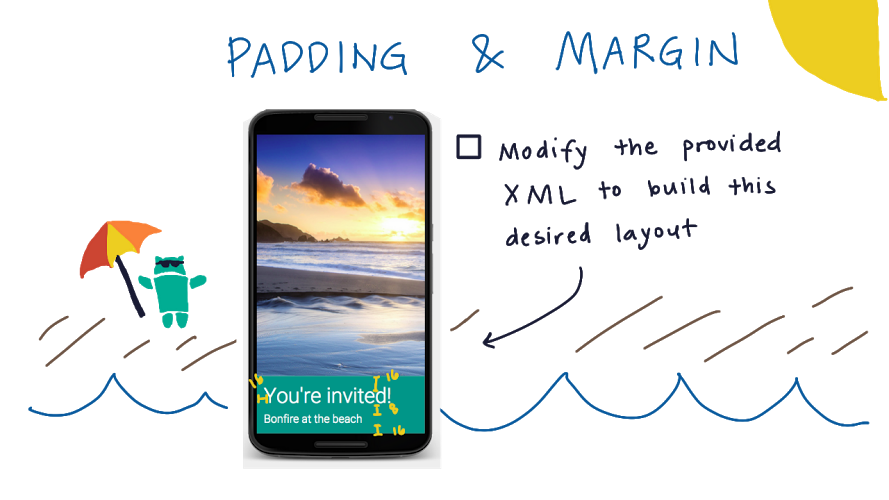 PADDING & MARGIN
Modify the provided
XML to build this
desired layout
16
16
You're invited!
8
Bonfire at the beach
16